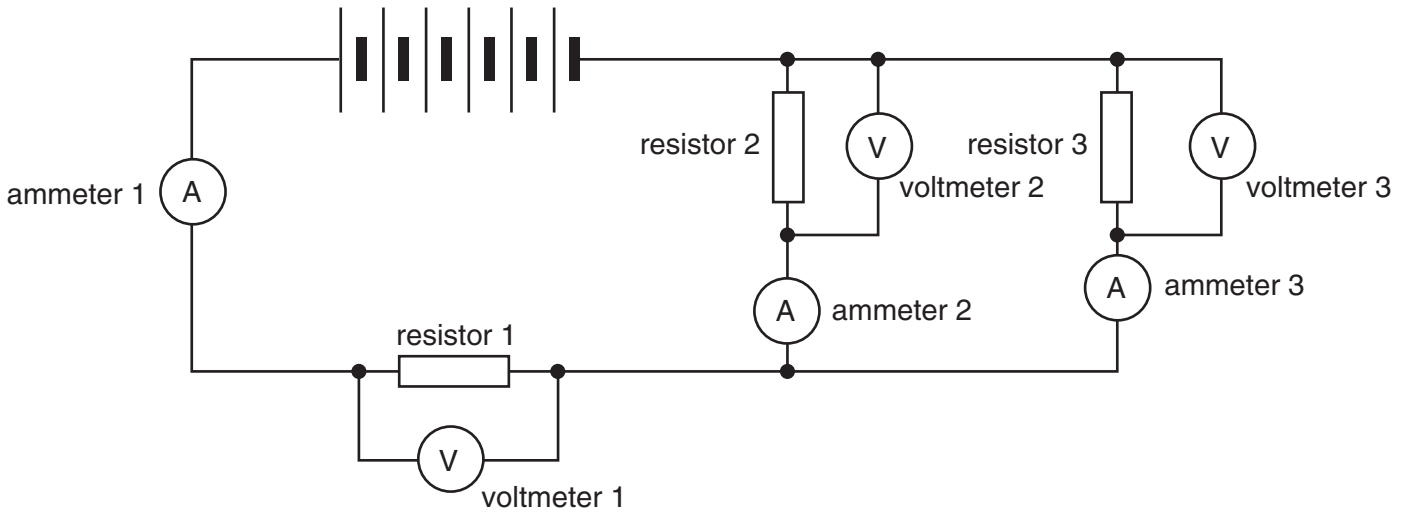 resistor 2
V
resistor 3
V
ammeter 1
A
voltmeter 2
voltmeter 3
A
ammeter 3
A
ammeter 2
resistor 1
V
voltmeter 1